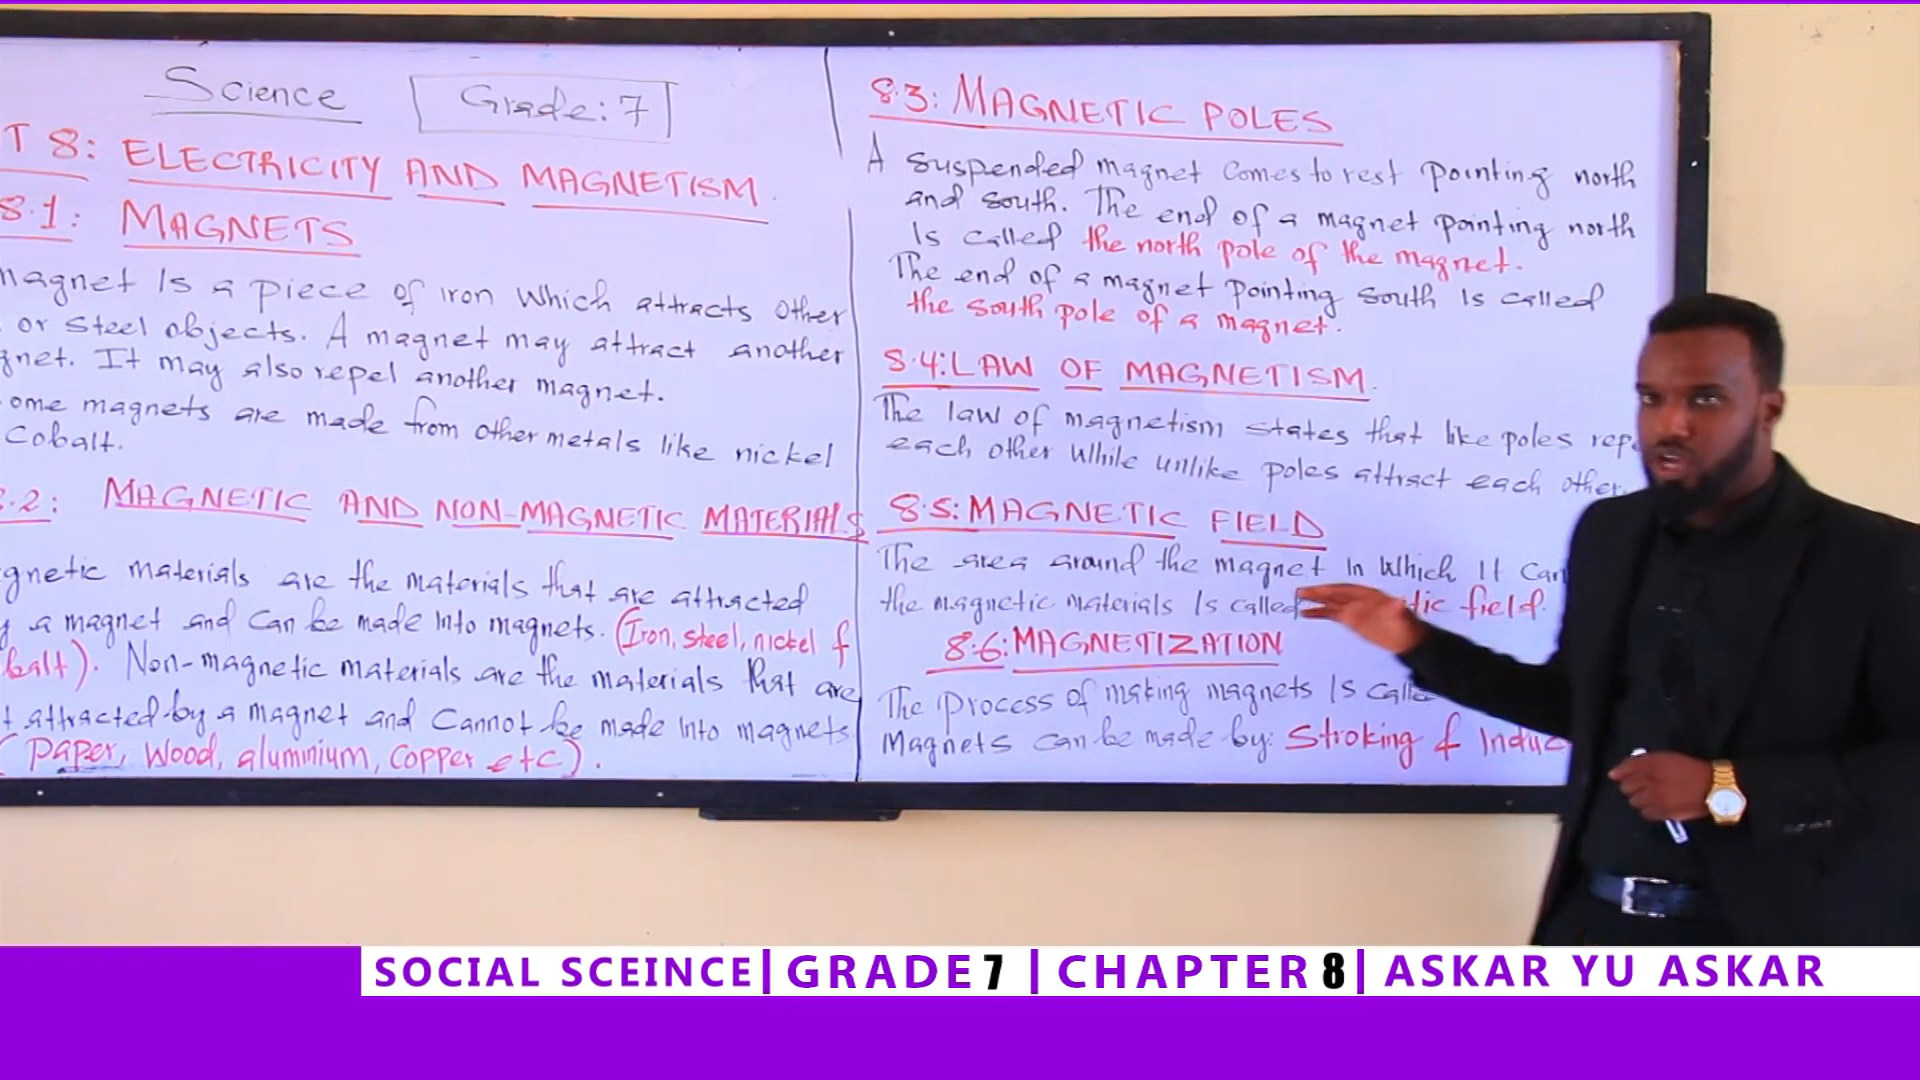 Science
Grade: 7
T 8: ELECTRICITY AND MAGNETISM.
8.1: MAGNETS
magnet Is a piece of iron Which attracts other
or steel objects. A magnet may attract another
gnet. It may also repel another magnet.
ome magnets are made from other metals like nickel
Cobalt.
8.2: MAGNETIC AND NON-MAGNETIC MATERIALS
gnetic materials are the materials that are attracted
y a magnet and Can be made Into magnets. (Iron, steel, nickel &
balt). Non-magnetic materials are the materials that are
t attracted by a magnet and Cannot be made Into magnets
(Paper, Wood, aluminium, Copper etc).
8.3: MAGNETIC POLES
A suspended magnet Comes to rest pointing north
and south. The end of a magnet pointing north
Is called the north pole of the magnet.
The end of a magnet pointing south Is called
the south pole of a magnet.
8.4: LAW OF MAGNETISM.
The law of magnetism states that like poles rep
each other While unlike poles attract each other.
8.5: MAGNETIC FIELD
The area around the magnet In Which It Can
the magnetic materials Is called tic field.
8.6: MAGNETIZATION
The Process of making magnets Is calle
Magnets can be made by: Stroking & Induc
SOCIAL SCEINCE| GRADE 7 | CHAPTER 8| ASKAR YU ASKAR